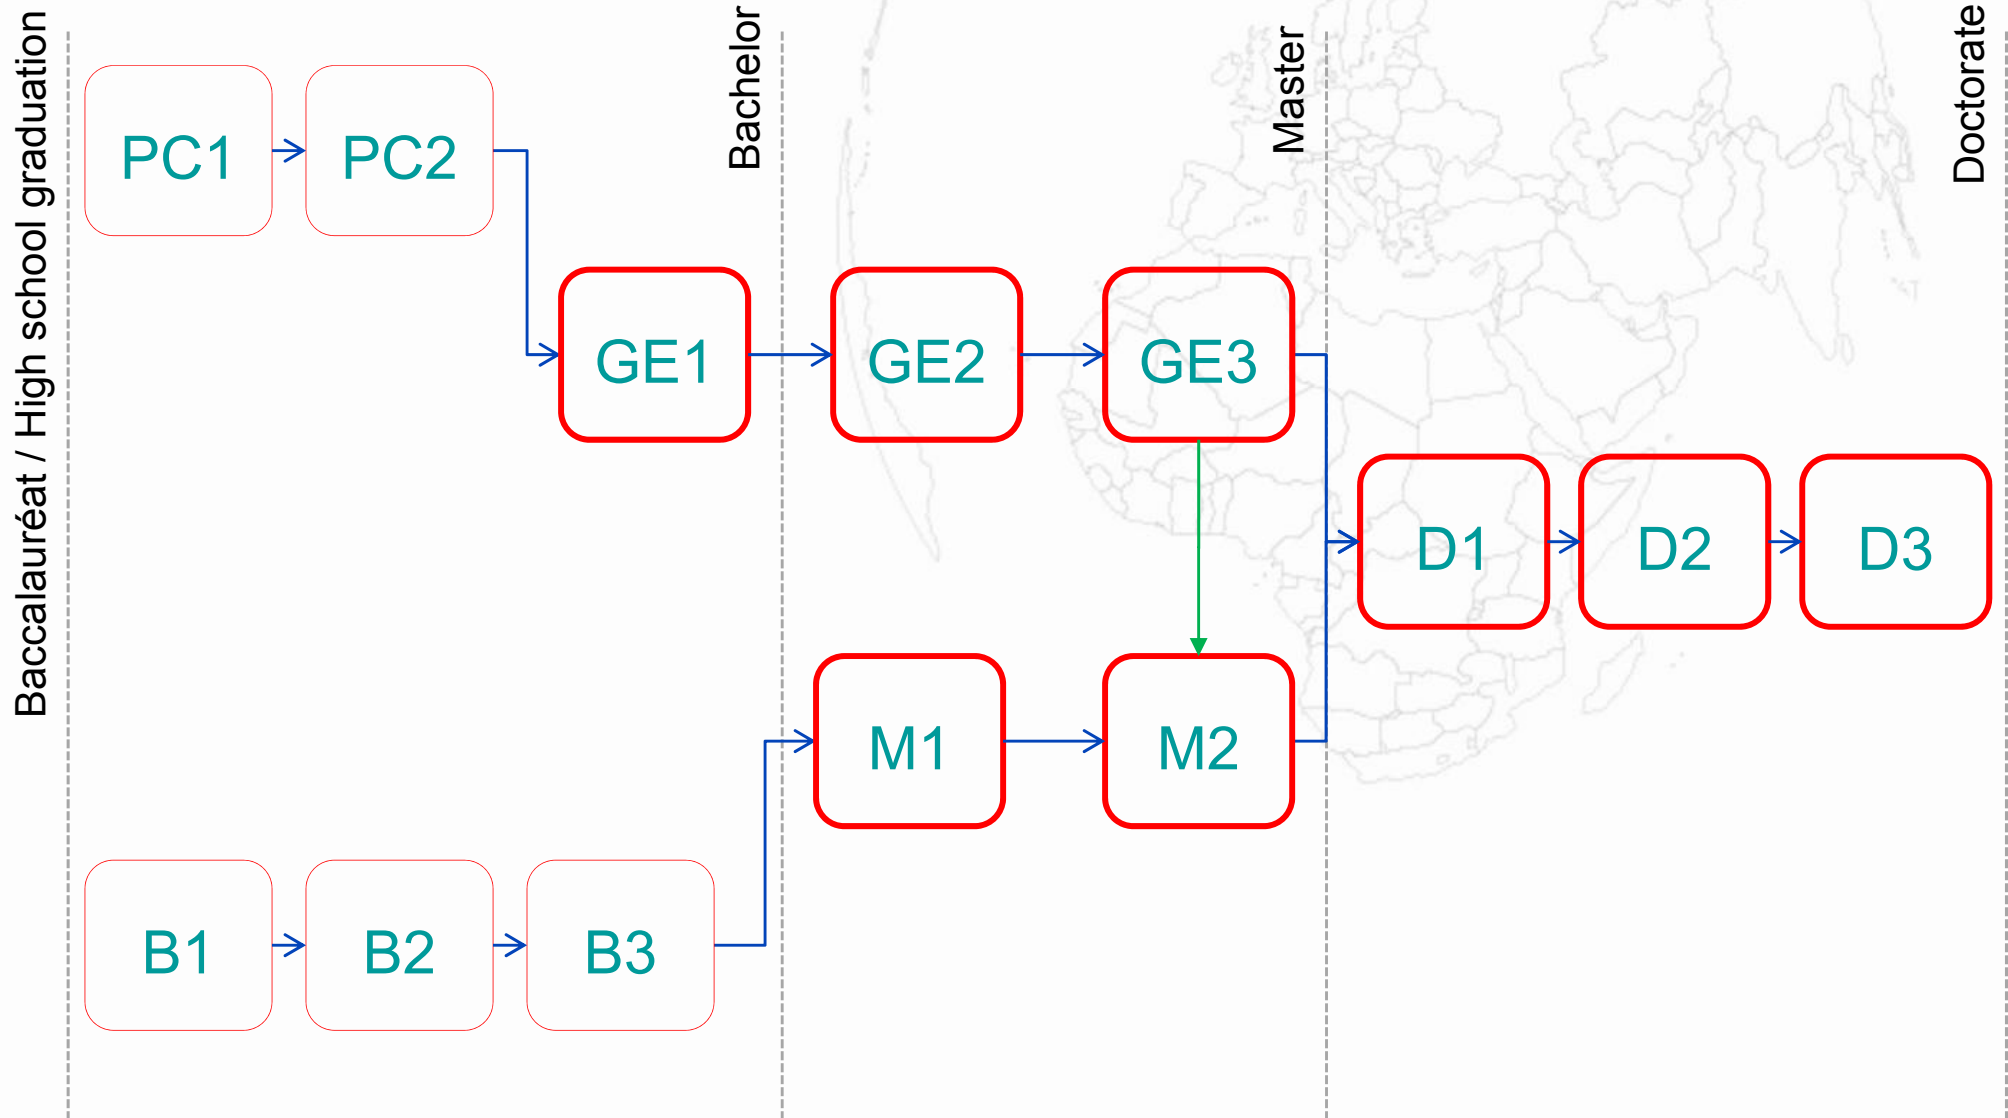 Baccalauréat / High school graduation
Bachelor
Master
Doctorate
PC1
PC2
GE1
GE2
GE3
D1
D2
D3
M1
M2
B1
B2
B3